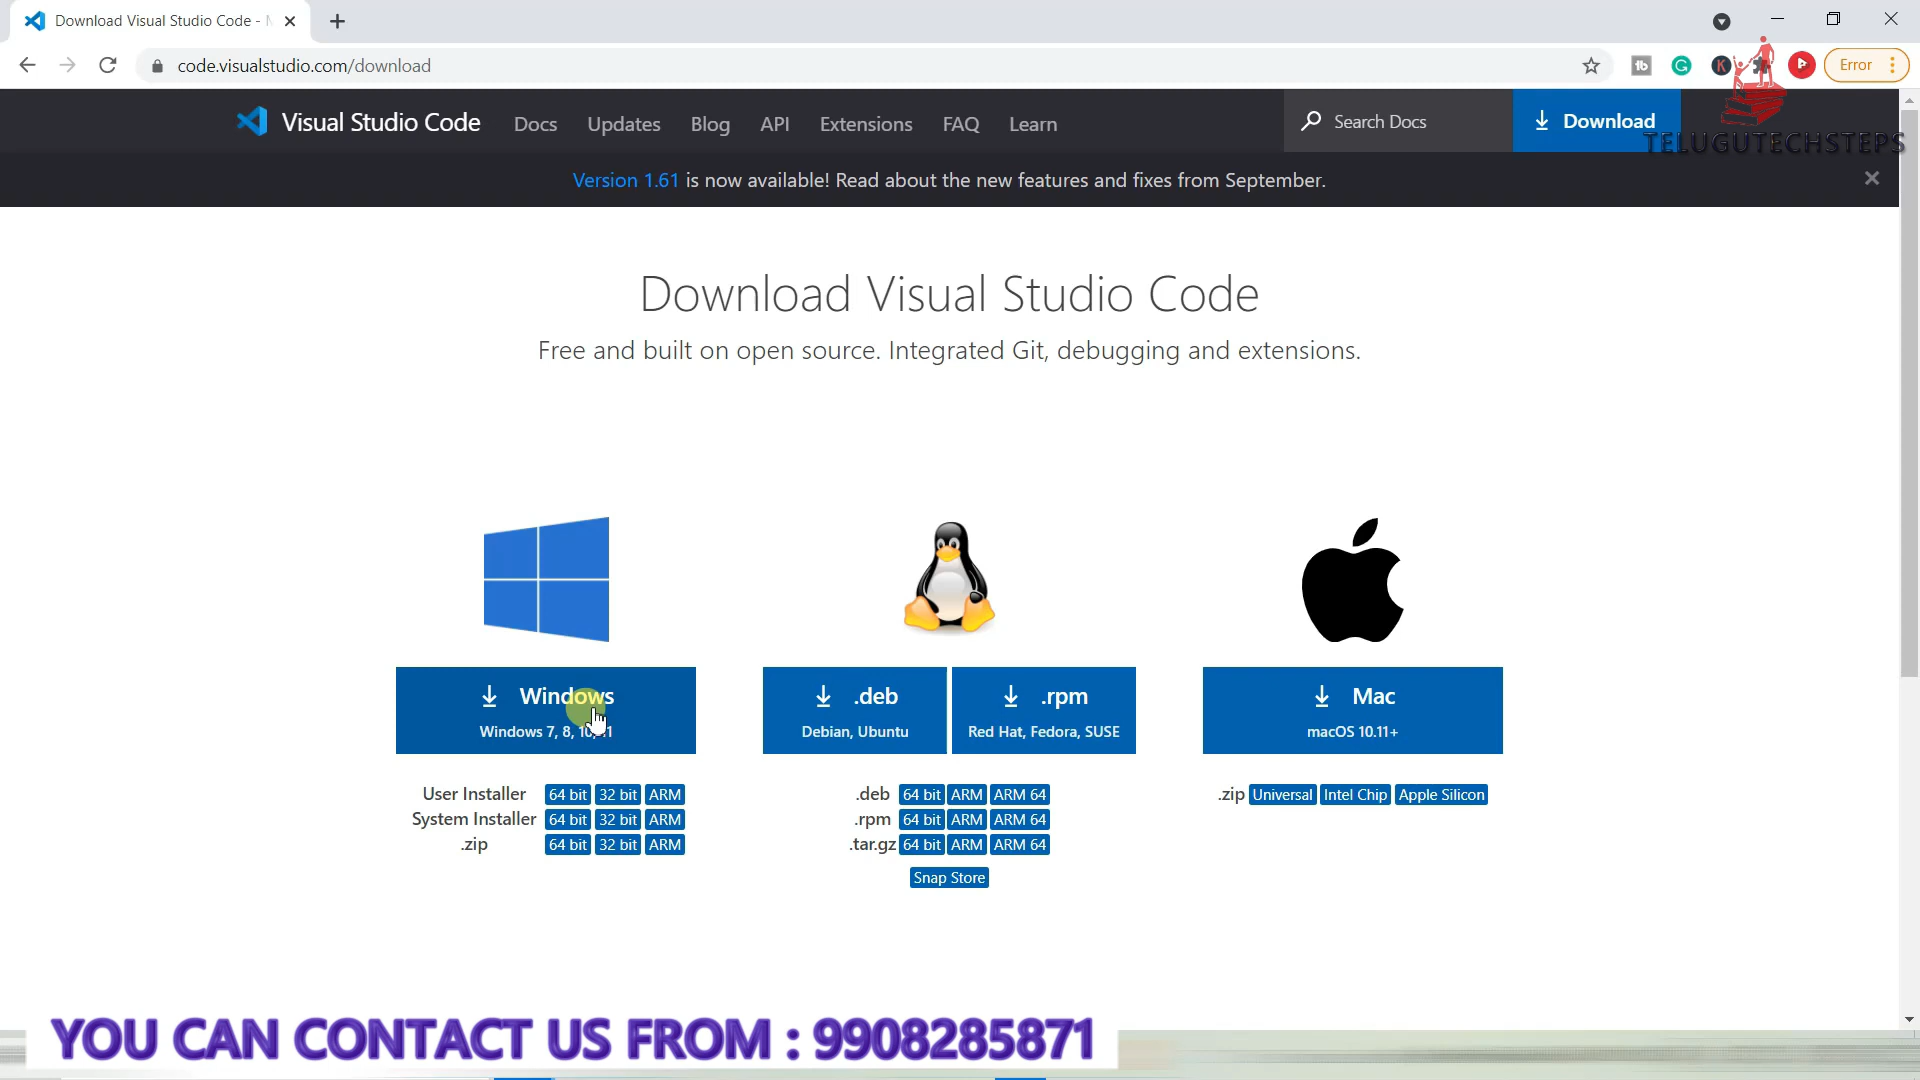 Download Visual Studio Code -
code.visualstudio.com/download
Error
Visual Studio Code Docs Updates Blog API Extensions FAQ Learn Search Docs Download
TELUGUTECHSTEPS
Version 1.61 is now available! Read about the new features and fixes from September.
Download Visual Studio Code
Free and built on open source. Integrated Git, debugging and extensions.
Windows .deb .rpm Mac
Windows 7, 8, 10, 11 Debian, Ubuntu Red Hat, Fedora, SUSE macOS 10.11+
User Installer 64 bit 32 bit ARM .deb 64 bit ARM ARM 64 .zip Universal Intel Chip Apple Silicon
System Installer 64 bit 32 bit ARM .rpm 64 bit ARM ARM 64
.zip 64 bit 32 bit ARM .tar.gz 64 bit ARM ARM 64
Snap Store
YOU CAN CONTACT US FROM : 9908285871